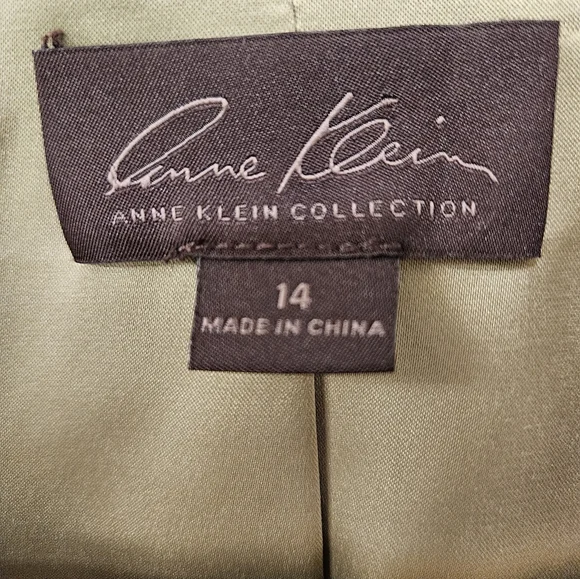 Anne Klein
ANNE KLEIN COLLECTION
14
MADE IN CHINA